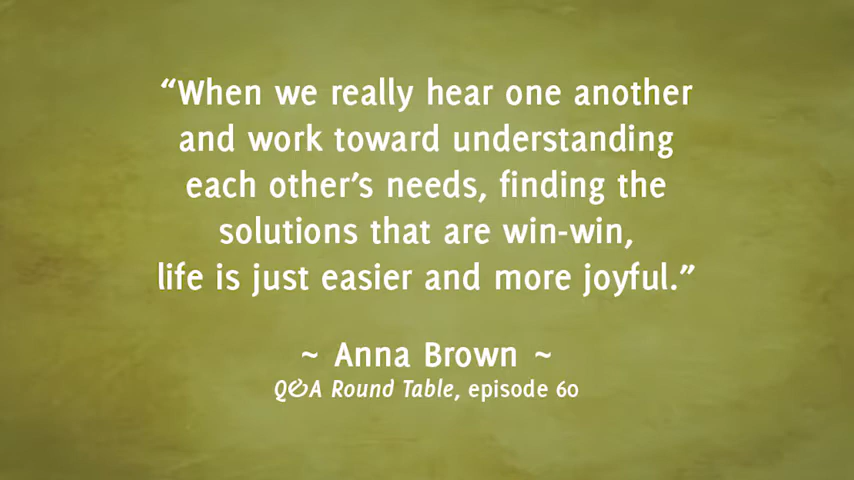 “When we really hear one another
and work toward understanding
each other’s needs, finding the
solutions that are win-win,
life is just easier and more joyful.”
~ Anna Brown ~
Q&A Round Table, episode 60